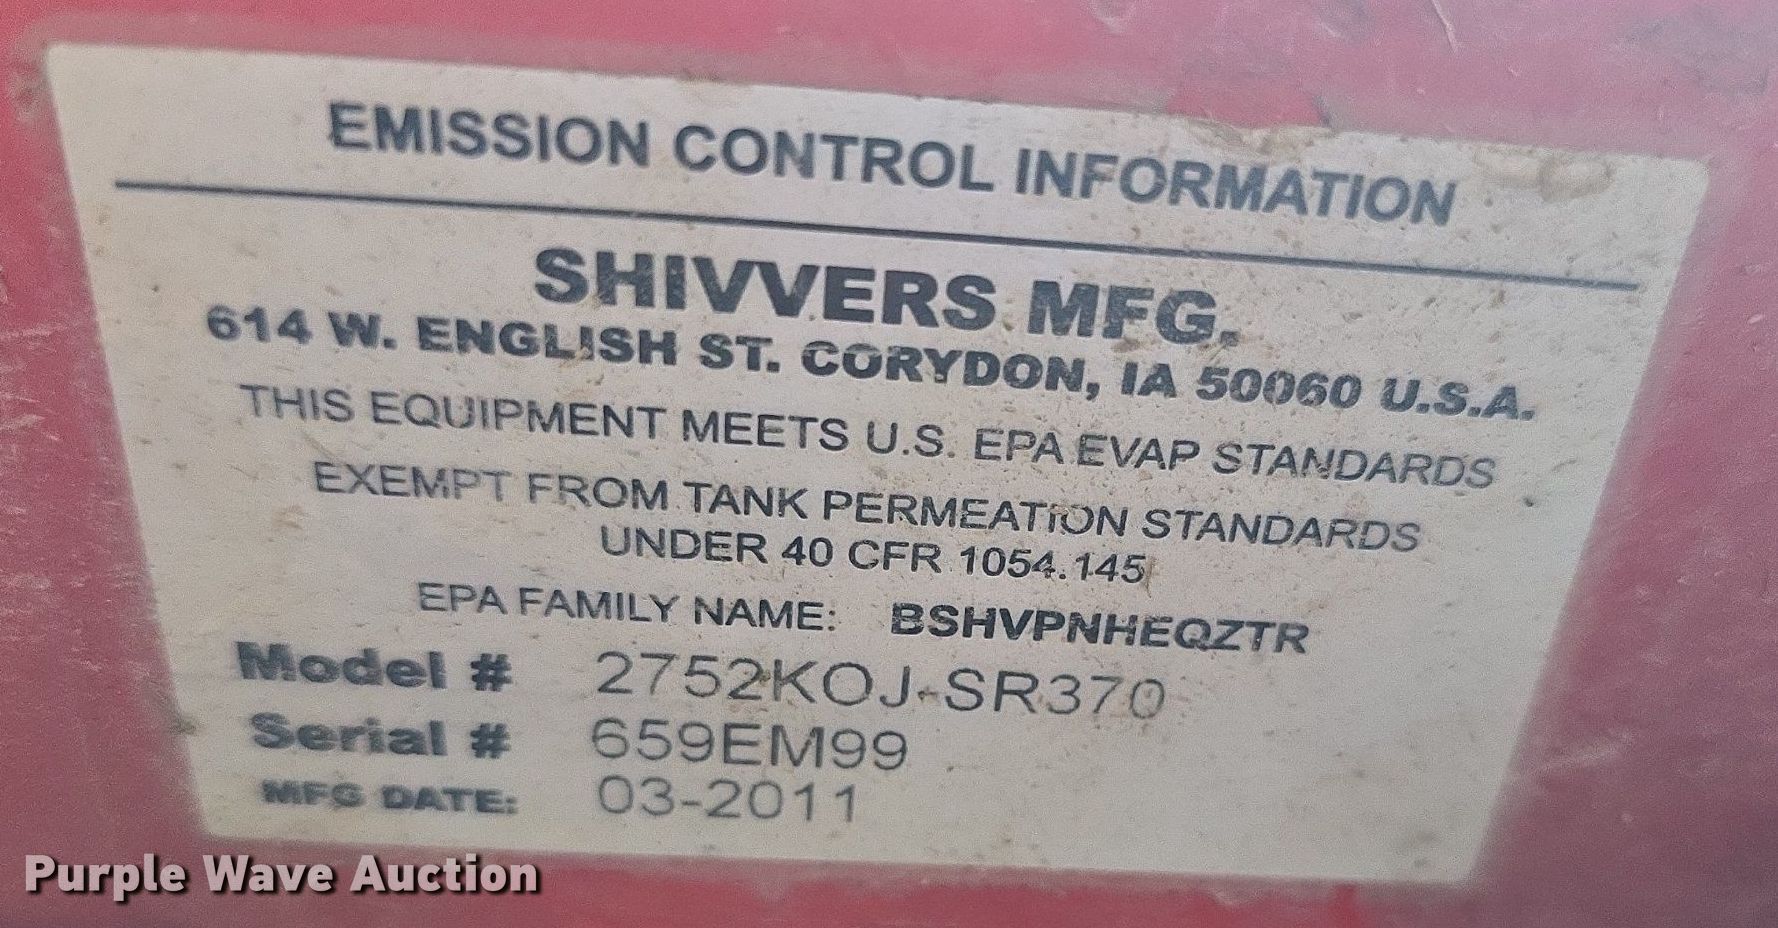 EMISSION CONTROL INFORMATION
SHIVVERS MFG.
614 W. ENGLISH ST. CORYDON, IA 50060 U.S.A.
THIS EQUIPMENT MEETS U.S. EPA EVAP STANDARDS
EXEMPT FROM TANK PERMEATION STANDARDS
UNDER 40 CFR 1054.145
EPA FAMILY NAME: BSHVPNHEQZTR
Model # 2752KOJ-SR370
Serial # 659EM99
MFG DATE: 03-2011
Purple Wave Auction